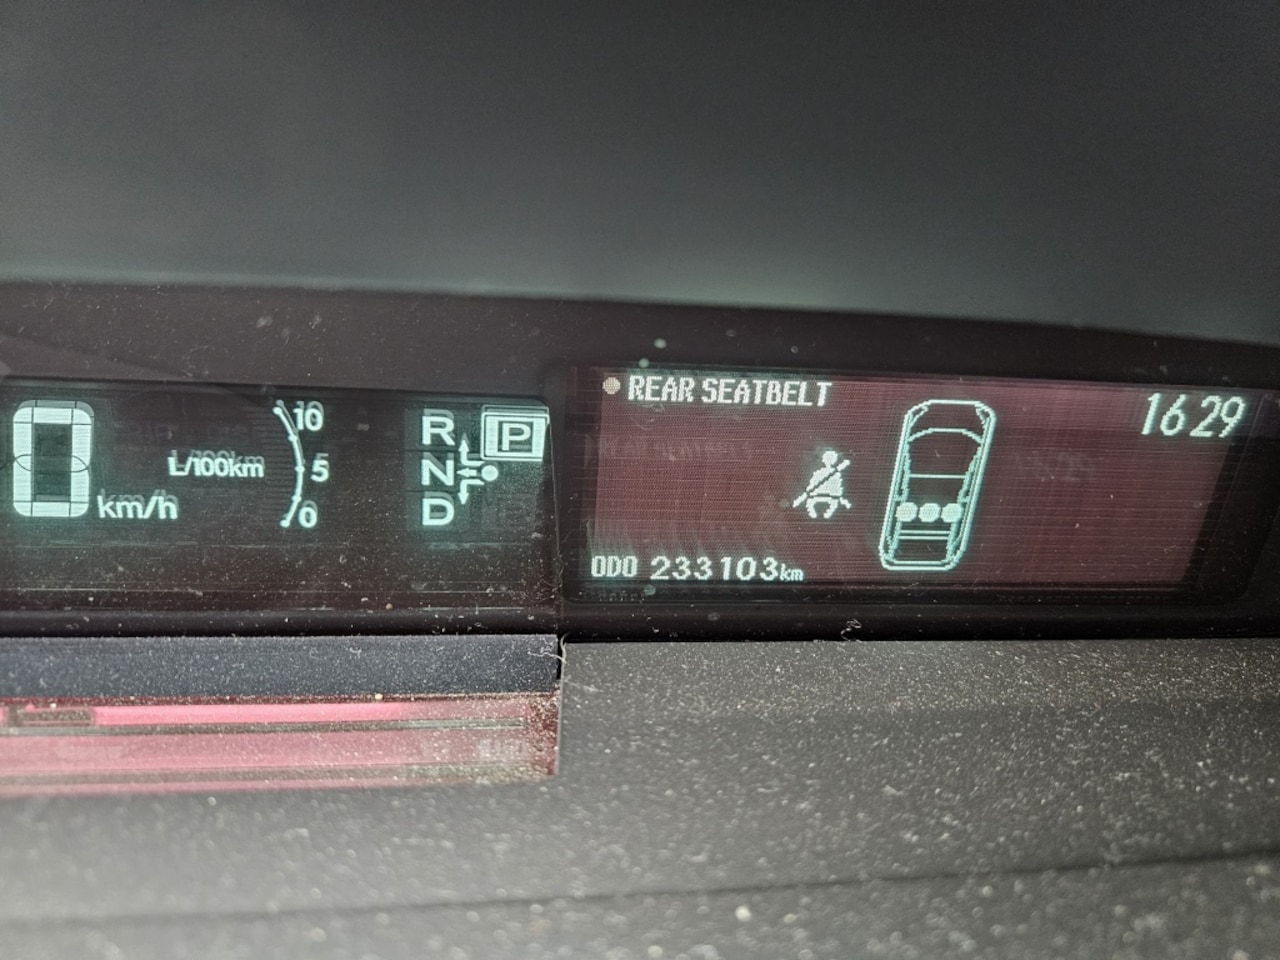 REAR SEATBELT
16 29
0 km/h
L/100km
10
5
0
R
N
D
P
ODO 233103km